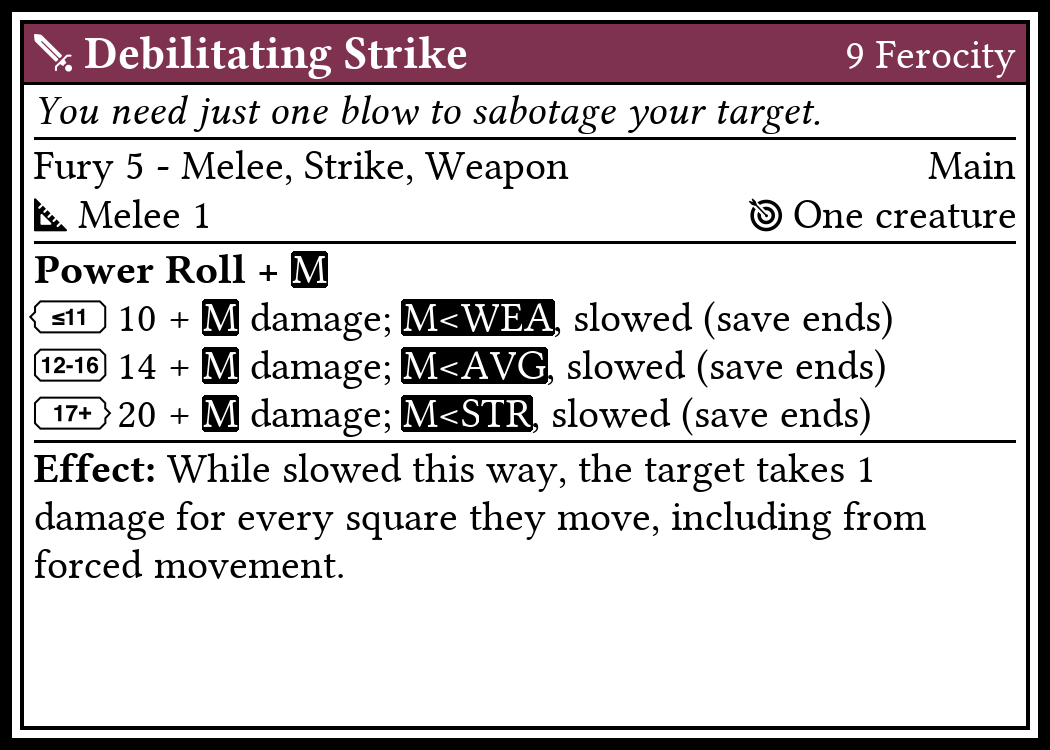 Debilitating Strike 9 Ferocity
You need just one blow to sabotage your target.
Fury 5 - Melee, Strike, Weapon Main
Melee 1 One creature
Power Roll + M
≤11 10 + M damage; M<WEA, slowed (save ends)
12-16 14 + M damage; M<AVG, slowed (save ends)
17+ 20 + M damage; M<STR, slowed (save ends)
Effect: While slowed this way, the target takes 1
damage for every square they move, including from
forced movement.